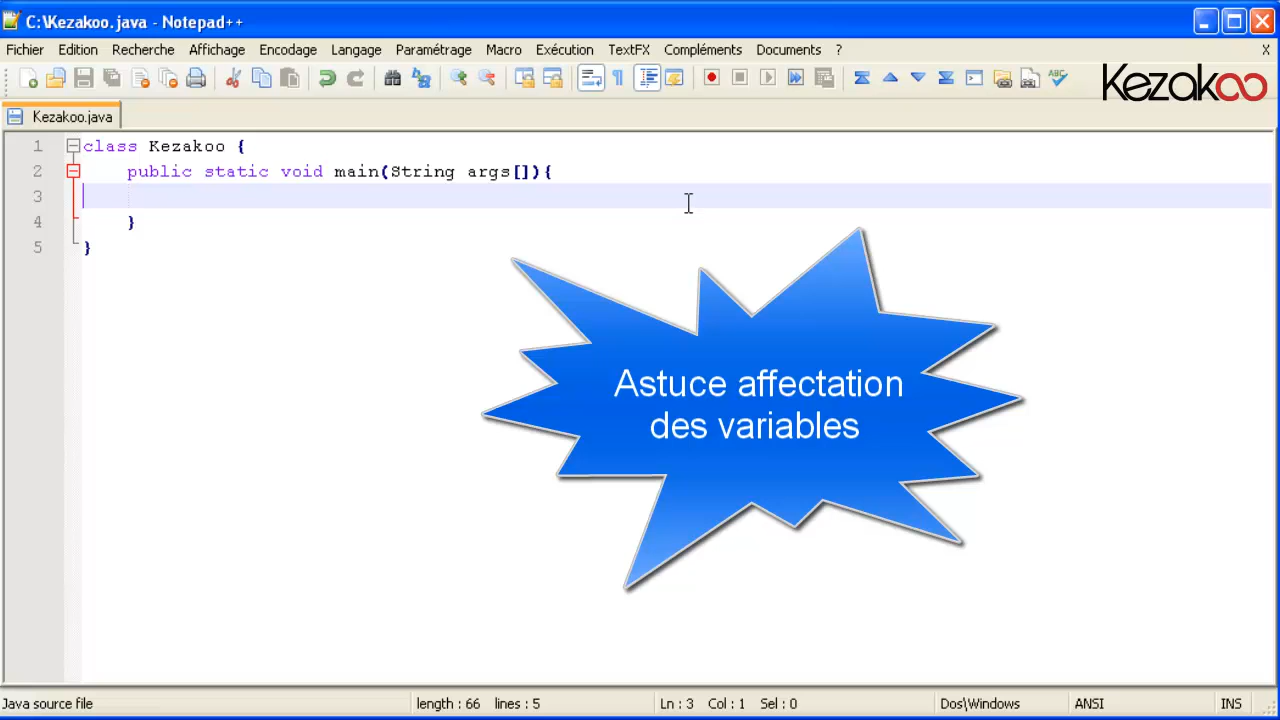 C:\Kezakoo.java - Notepad++
Fichier Edition Recherche Affichage Encodage Langage Paramétrage Macro Exécution TextFX Compléments Documents ? X
Kezakoo
Kezakoo.java
1 class Kezakoo {
2 public static void main(String args[]){
3
4 }
5 }
Astuce affectation
des variables
Java source file length : 66 lines : 5 Ln : 3 Col : 1 Sel : 0 Dos\Windows ANSI INS